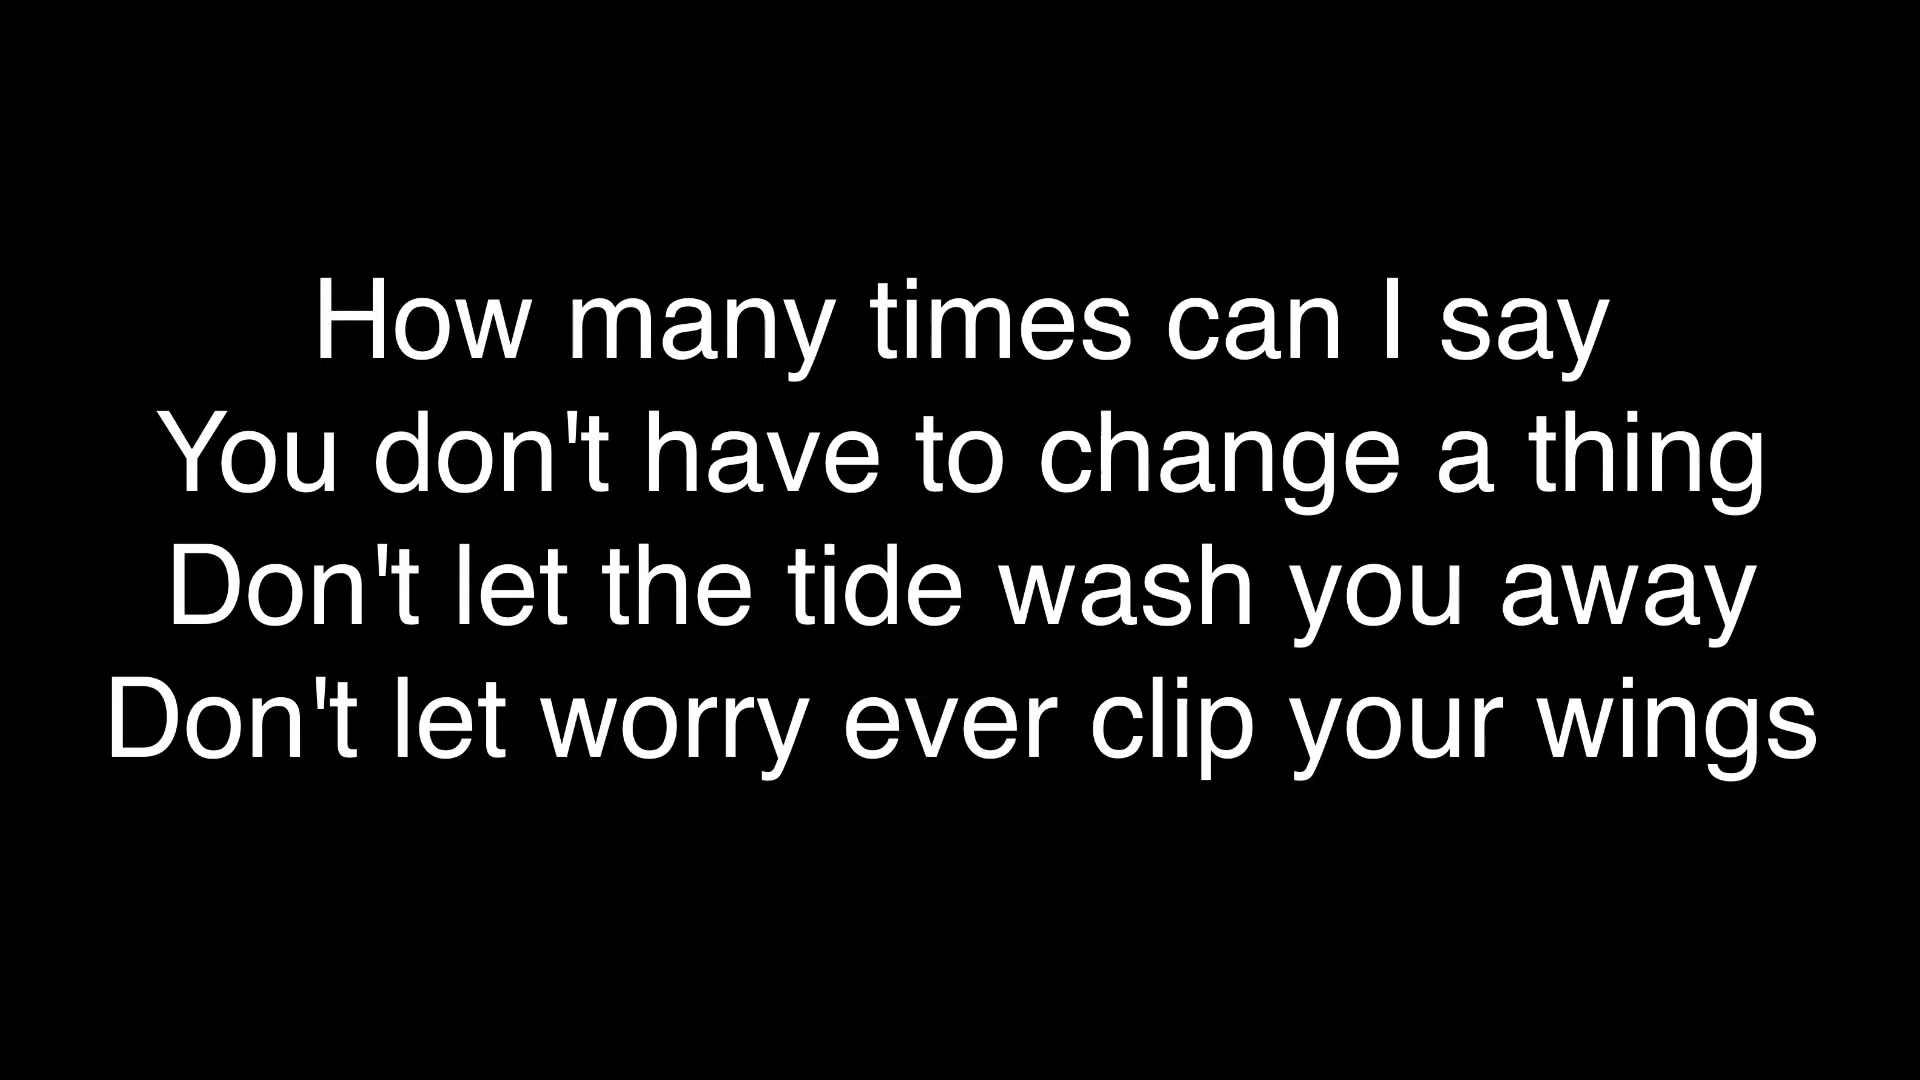 How many times can I say
You don't have to change a thing
Don't let the tide wash you away
Don't let worry ever clip your wings